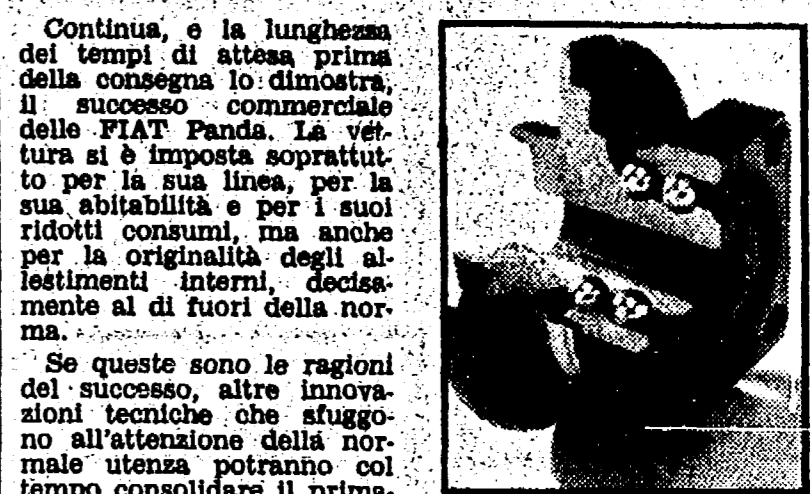 Continua, e la lunghezza
dei tempi di attesa prima
della consegna lo dimostra,
il successo commerciale
delle FIAT Panda. La vet-
tura si è imposta soprattut-
to per la sua linea, per la
sua abitabilità e per i suoi
ridotti consumi, ma anche
per la originalità degli al-
lestimenti interni, decisa-
mente al di fuori della nor-
ma.
Se queste sono le ragioni
del successo, altre innova-
zioni tecniche che sfuggo-
no all'attenzione della nor-
male utenza potranno col
tempo consolidare il prima-